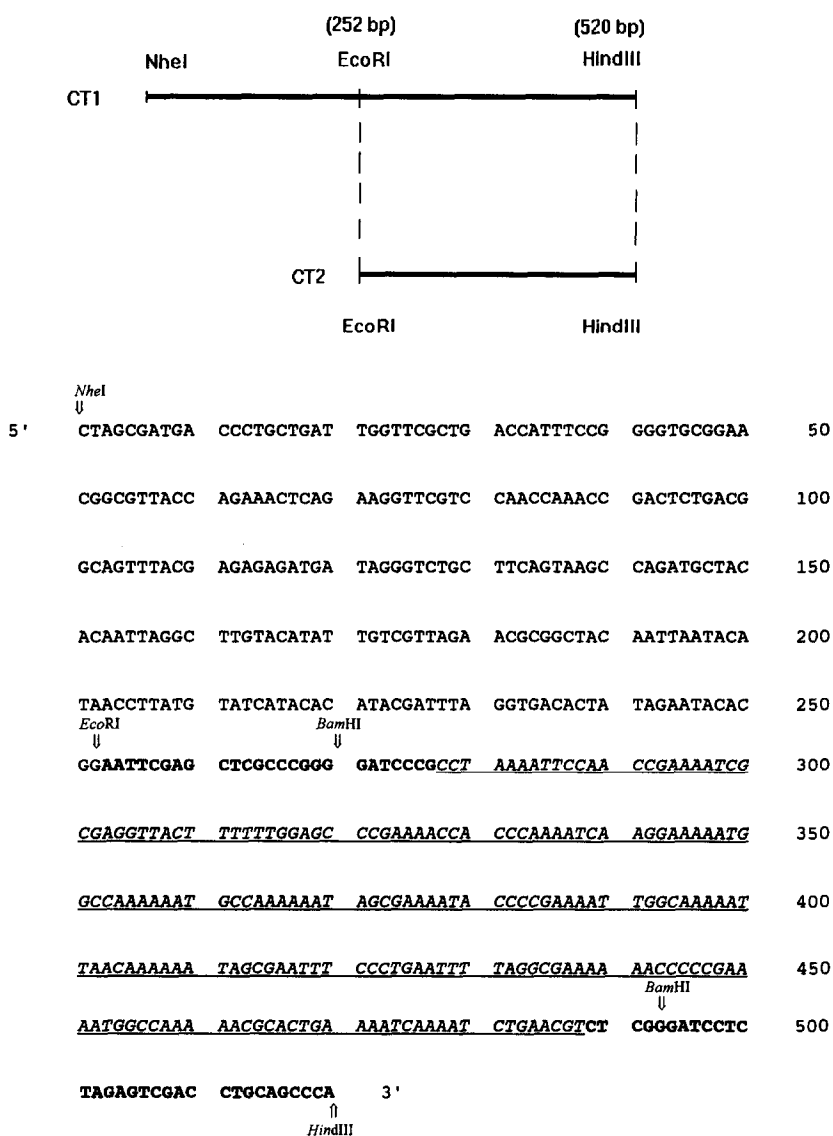 (252 bp) (520 bp)
NheI EcoRI HindIII
CT1
CT2
EcoRI HindIII
NheI
5' CTAGCGATGA CCCTGCTGAT TGGTTCGCTG ACCATTTCCG GGGTGCGGAA 50
CGGCGTTACC AGAAACTCAG AAGGTTCGTC CAACCAAACC GACTCTGACG 100
GCAGTTTACG AGAGAGATGA TAGGGTCTGC TTCAGTAAGC CAGATGCTAC 150
ACAATTAGGC TTGTACATAT TGTCGTTAGA ACGCGGCTAC AATTAATACA 200
TAACCTTATG TATCATACAC ATACGATTTA GGTGACACTA TAGAATACAC 250
EcoRI BamHI
GGAATTCGAG CTCGCCCGGG GATCCCGCCT AAAATTCCAA CCGAAAATCG 300
CGAGGTTACT TTTTTGGAGC CCGAAAACCA CCCAAAATCA AGGAAAAATG 350
GCCAAAAAAT GCCAAAAAAT AGCGAAAATA CCCCGAAAAT TGGCAAAAAT 400
TAACAAAAAA TAGCGAATTT CCCTGAATTT TAGGCGAAAA AACCCCCGAA 450
BamHI
AATGGCCAAA AACGCACTGA AAATCAAAAT CTGAACGTCT CGGGATCCTC 500
TAGAGTCGAC CTGCAGCCCA 3'
HindIII